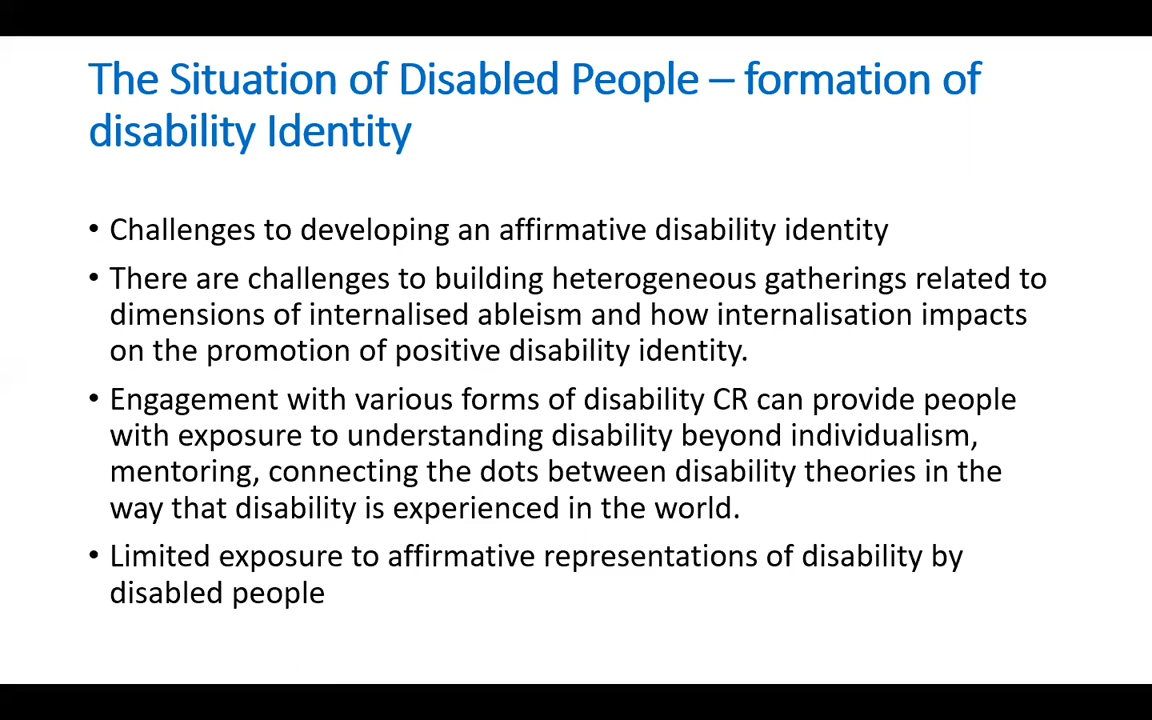 The Situation of Disabled People – formation of
disability Identity
• Challenges to developing an affirmative disability identity
• There are challenges to building heterogeneous gatherings related to
dimensions of internalised ableism and how internalisation impacts
on the promotion of positive disability identity.
• Engagement with various forms of disability CR can provide people
with exposure to understanding disability beyond individualism,
mentoring, connecting the dots between disability theories in the
way that disability is experienced in the world.
• Limited exposure to affirmative representations of disability by
disabled people